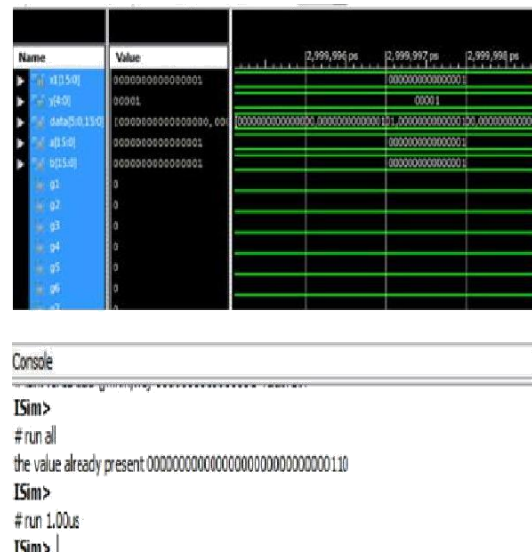 Name Value 2,999,996 ps 2,999,997 ps 2,999,998 ps
x1[15:0] 0000000000000001 0000000000000001
y[4:0] 00001 00001
data[5:0,15:0]
a[15:0] 0000000000000001 0000000000000001
b[15:0] 0000000000000001 0000000000000001
g1 0
g2 0
g3 0
g4 0
g5 0
g6 0
g7 0
Console
ISim>
# run all
the value already present
ISim>
# run 1.00us
ISim>